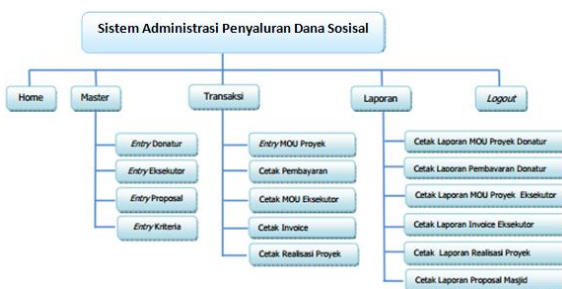 Sistem Administrasi Penyaluran Dana Sosisal
Home
Master
Transaksi
Laporan
Logout
Entry Donatur
Entry Eksekutor
Entry Proposal
Entry Kriteria
Entry MOU Proyek
Cetak Pembayaran
Cetak MOU Eksekutor
Cetak Invoice
Cetak Realisasi Proyek
Cetak Laporan MOU Proyek Donatur
Cetak Laporan Pembayaran Donatur
Cetak Laporan MOU Proyek Eksekutor
Cetak Laporan Invoice Eksekutor
Cetak Laporan Realisasi Proyek
Cetak Laporan Proposal Masjid